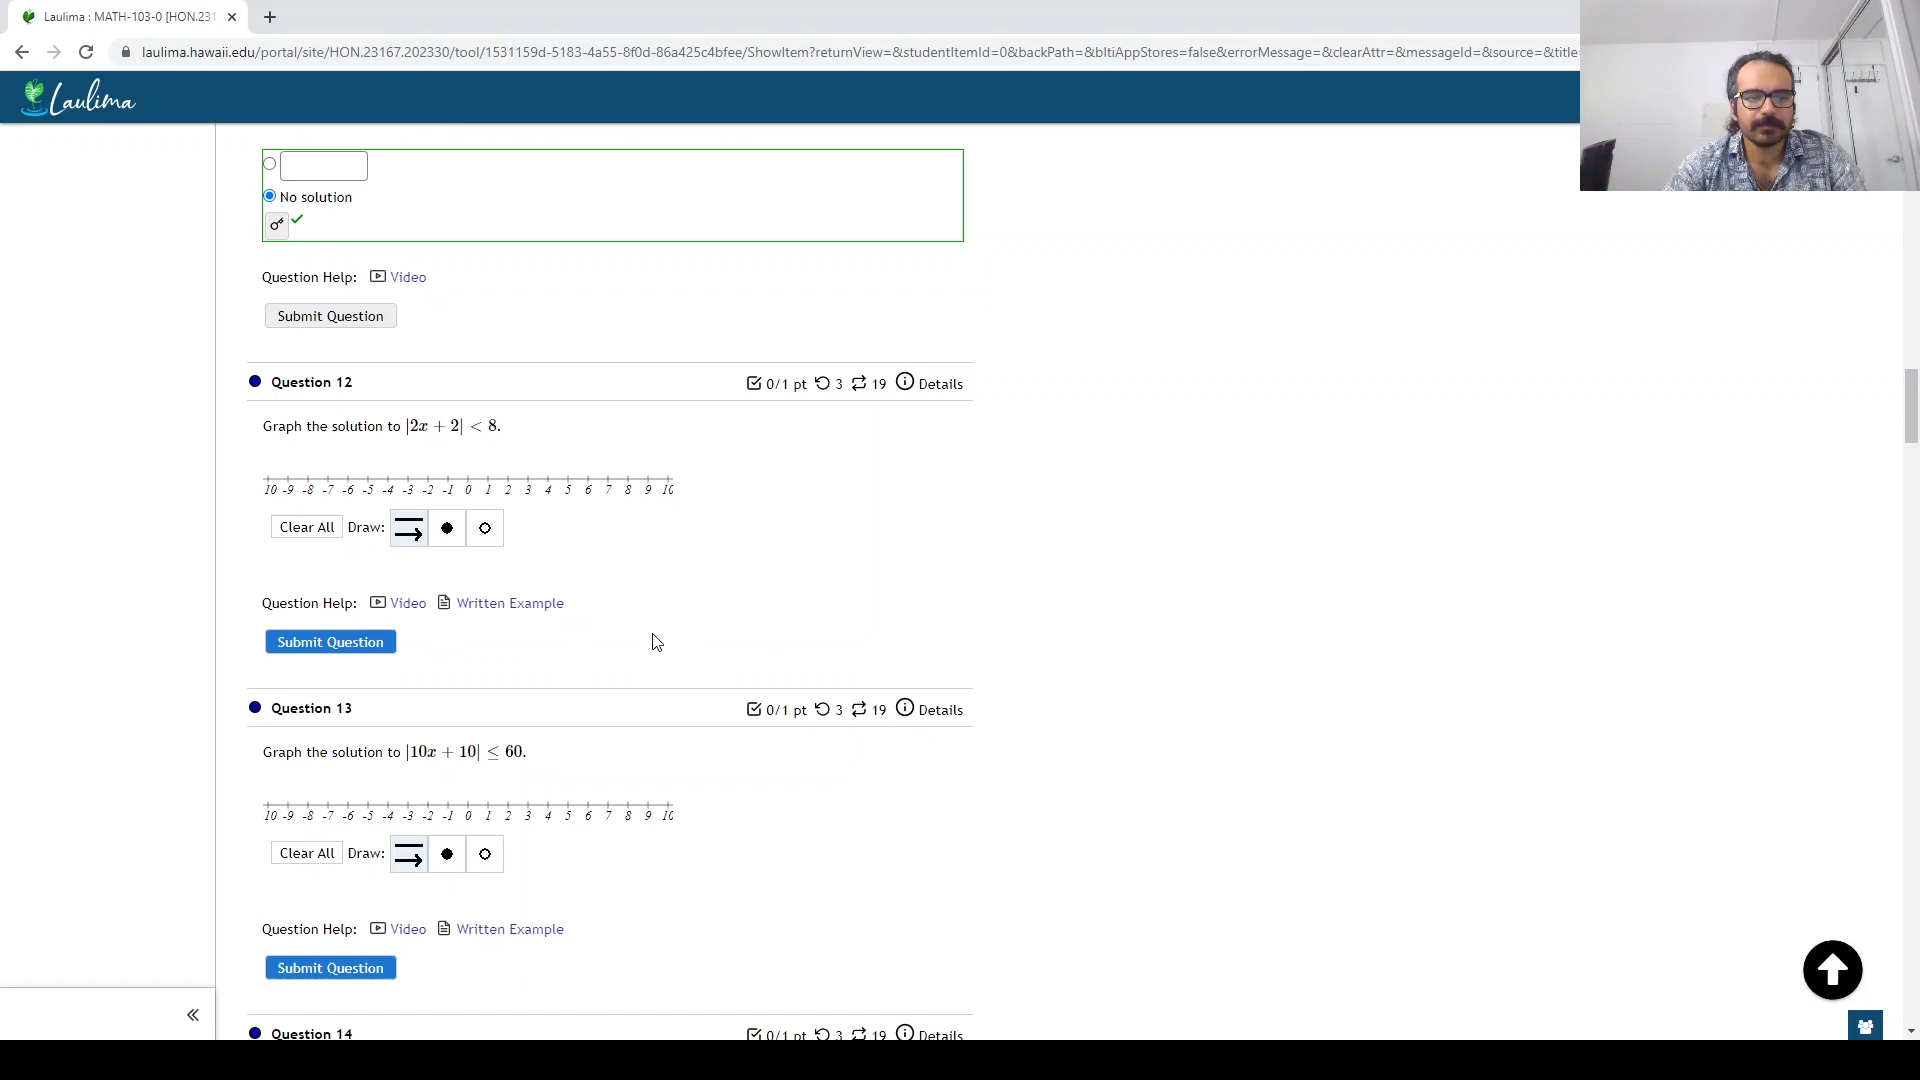 Laulima : MATH-103-0 [HON.231
laulima.hawaii.edu/portal/site/HON.23167.202330/tool/1531159d-5183-4a55-8f0d-86a425c4bfee/ShowItem?returnView=&studentItemId=0&backPath=&bltiAppStores=false&errorMessage=&clearAttr=&messageId=&source=&title
Laulima
No solution
Question Help: Video
Submit Question
Question 12 0/1 pt 3 19 Details
Graph the solution to |2x + 2| < 8.
10 -9 -8 -7 -6 -5 -4 -3 -2 -1 0 1 2 3 4 5 6 7 8 9 10
Clear All Draw:
Question Help: Video Written Example
Submit Question
Question 13 0/1 pt 3 19 Details
Graph the solution to |10x + 10| ≤ 60.
10 -9 -8 -7 -6 -5 -4 -3 -2 -1 0 1 2 3 4 5 6 7 8 9 10
Clear All Draw:
Question Help: Video Written Example
Submit Question
Question 14 0/1 pt 3 19 Details